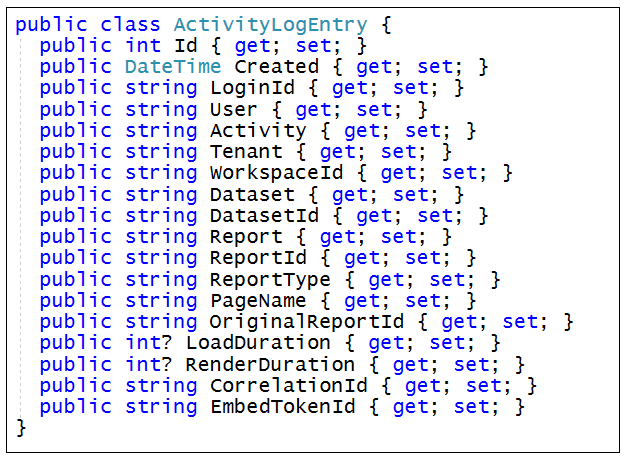 public class ActivityLogEntry {
public int Id { get; set; }
public DateTime Created { get; set; }
public string LoginId { get; set; }
public string User { get; set; }
public string Activity { get; set; }
public string Tenant { get; set; }
public string WorkspaceId { get; set; }
public string Dataset { get; set; }
public string DatasetId { get; set; }
public string Report { get; set; }
public string ReportId { get; set; }
public string ReportType { get; set; }
public string PageName { get; set; }
public string OriginalReportId { get; set; }
public int? LoadDuration { get; set; }
public int? RenderDuration { get; set; }
public string CorrelationId { get; set; }
public string EmbedTokenId { get; set; }
}